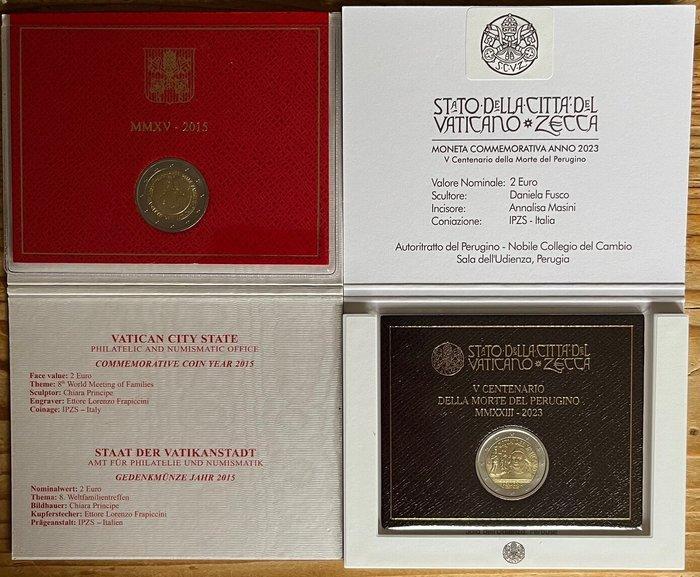 MMXV - 2015
VATICAN CITY STATE
PHILATELIC AND NUMISMATIC OFFICE
COMMEMORATIVE COIN YEAR 2015
Face value: 2 Euro
Theme: 8th World Meeting of Families
Sculptor: Chiara Principe
Engraver: Ettore Lorenzo Frapiccini
Coinage: IPZS – Italy
STAAT DER VATIKANSTADT
AMT FÜR PHILATELIE UND NUMISMATIK
GEDENKMÜNZE JAHR 2015
Nominalwert: 2 Euro
Thema: 8. Weltfamilientreffen
Bildhauer: Chiara Principe
Kupferstecher: Ettore Lorenzo Frapiccini
Prägeanstalt: IPZS – Italien
S.C.V.Z.
STATO·DELLA·CITTA'·DEL
VATICANO ZECCA
MONETA COMMEMORATIVA ANNO 2023
V Centenario della Morte del Perugino
Valore Nominale: 2 Euro
Scultore: Daniela Fusco
Incisore: Annalisa Masini
Coniazione: IPZS - Italia
Autoritratto del Perugino - Nobile Collegio del Cambio
Sala dell'Udienza, Perugia
STATO·DELLA·CITTA'·DEL
VATICANO ZECCA
V CENTENARIO
DELLA MORTE DEL PERUGINO
MMXXIII - 2023